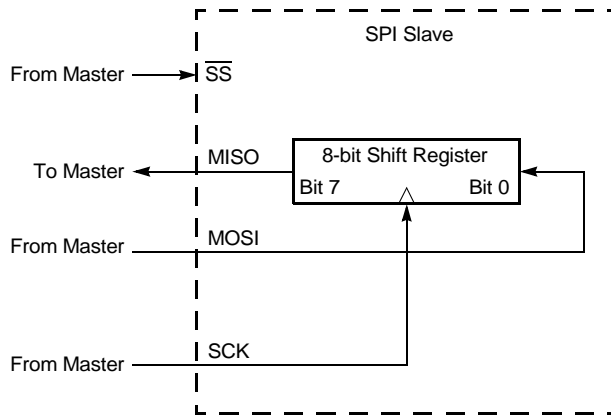 SPI Slave
From Master
SS
To Master
MISO
8-bit Shift Register
Bit 7
Bit 0
From Master
MOSI
From Master
SCK